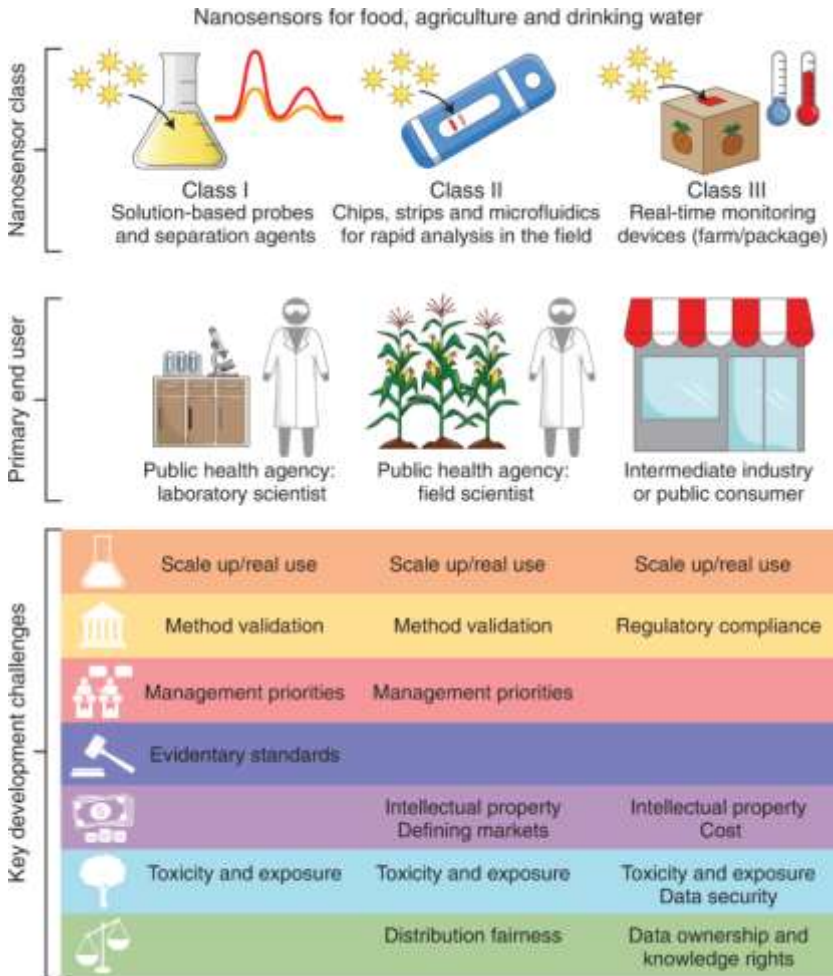 Nanosensors for food, agriculture and drinking water
Nanosensor class
Class I
Solution-based probes
and separation agents
Class II
Chips, strips and microfluidics
for rapid analysis in the field
Class III
Real-time monitoring
devices (farm/package)
Primary end user
Public health agency:
laboratory scientist
Public health agency:
field scientist
Intermediate industry
or public consumer
Key development challenges
Scale up/real use
Scale up/real use
Scale up/real use
Method validation
Method validation
Regulatory compliance
Management priorities
Management priorities
Evidentary standards
Intellectual property
Defining markets
Intellectual property
Cost
Toxicity and exposure
Toxicity and exposure
Toxicity and exposure
Data security
Distribution fairness
Data ownership and
knowledge rights